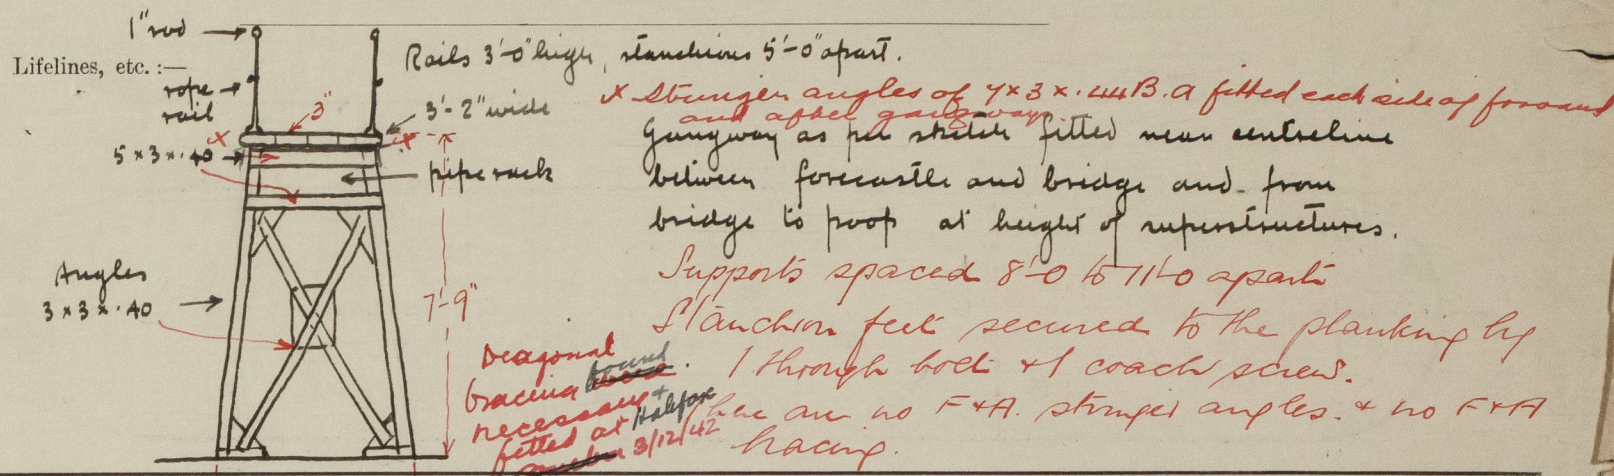 1" rod
Lifelines, etc. :—
rope
rail
3"
3'-2" wide
x
x
x
5 x 3 x .40
pipe rack
Angles
3 x 3 x .40
7'-9"
Rails 3'-0" high, stanchions 5'-0" apart.
x Stringer angles of 7 x 3 x .44 B.A fitted each side of forward
and after gangways
Gangway as per sketch fitted near centreline
between forecastle and bridge and from
bridge to poop at height of superstructures.
Supports spaced 8'-0 to 11'-0 apart
Stanchion feet secured to the planking by
1 through bolt + 1 coach screw.
There are no F+A. stringer angles. + no F+A
bracing.
Diagonal
bracing found.
necessary +
fitted at Halifax
3/12/42